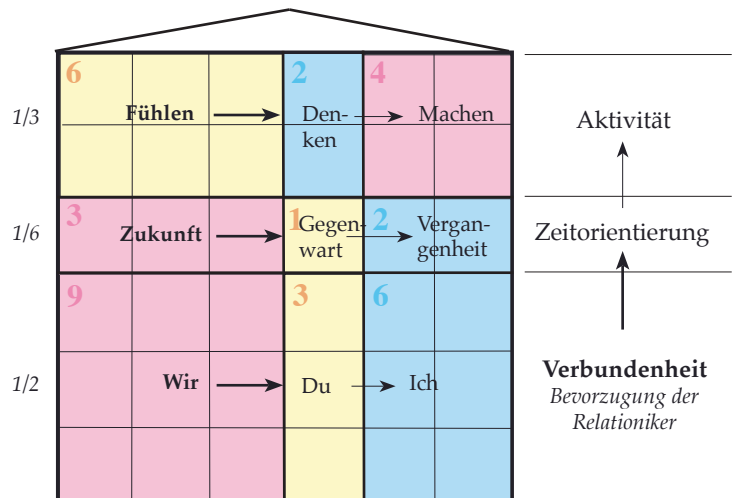 6
2
4
1/3
Fühlen
Den-
ken
Machen
Aktivität
3
1
2
1/6
Zukunft
Gegen-
wart
Vergan-
genheit
Zeitorientierung
9
3
6
1/2
Wir
Du
Ich
Verbundenheit
Bevorzugung der
Relationiker